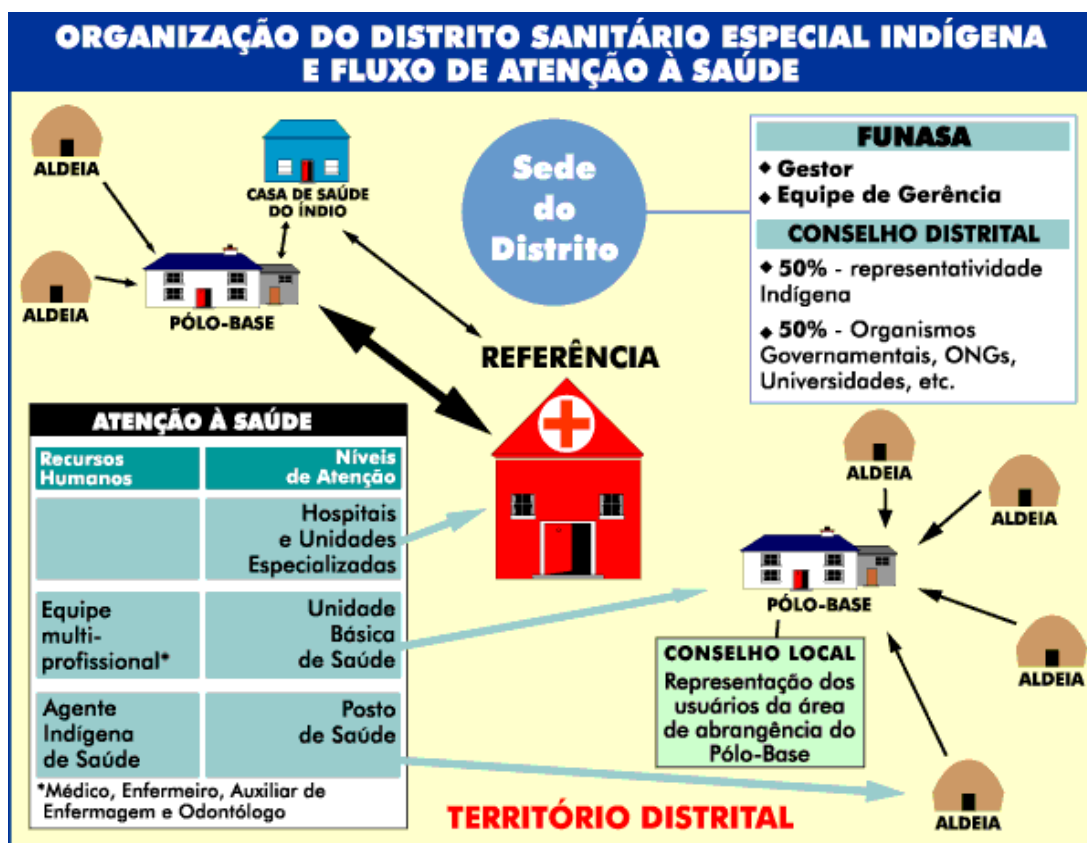 ORGANIZAÇÃO DO DISTRITO SANITÁRIO ESPECIAL INDÍGENA
E FLUXO DE ATENÇÃO À SAÚDE
ALDEIA
CASA DE SAÚDE
DO ÍNDIO
ALDEIA
PÓLO-BASE
Sede
do
Distrito
FUNASA
◆ Gestor
◆ Equipe de Gerência
CONSELHO DISTRITAL
◆ 50% - representatividade
Indígena
◆ 50% - Organismos
Governamentais, ONGs,
Universidades, etc.
REFERÊNCIA
ATENÇÃO À SAÚDE
Recursos
Humanos
Níveis
de Atenção
Hospitais
e Unidades
Especializadas
Equipe
multi-
profissional*
Unidade
Básica
de Saúde
Agente
Indígena
de Saúde
Posto
de Saúde
*Médico, Enfermeiro, Auxiliar de
Enfermagem e Odontólogo
ALDEIA
ALDEIA
PÓLO-BASE
ALDEIA
CONSELHO LOCAL
Representação dos
usuários da área
de abrangência do
Pólo-Base
ALDEIA
TERRITÓRIO DISTRITAL